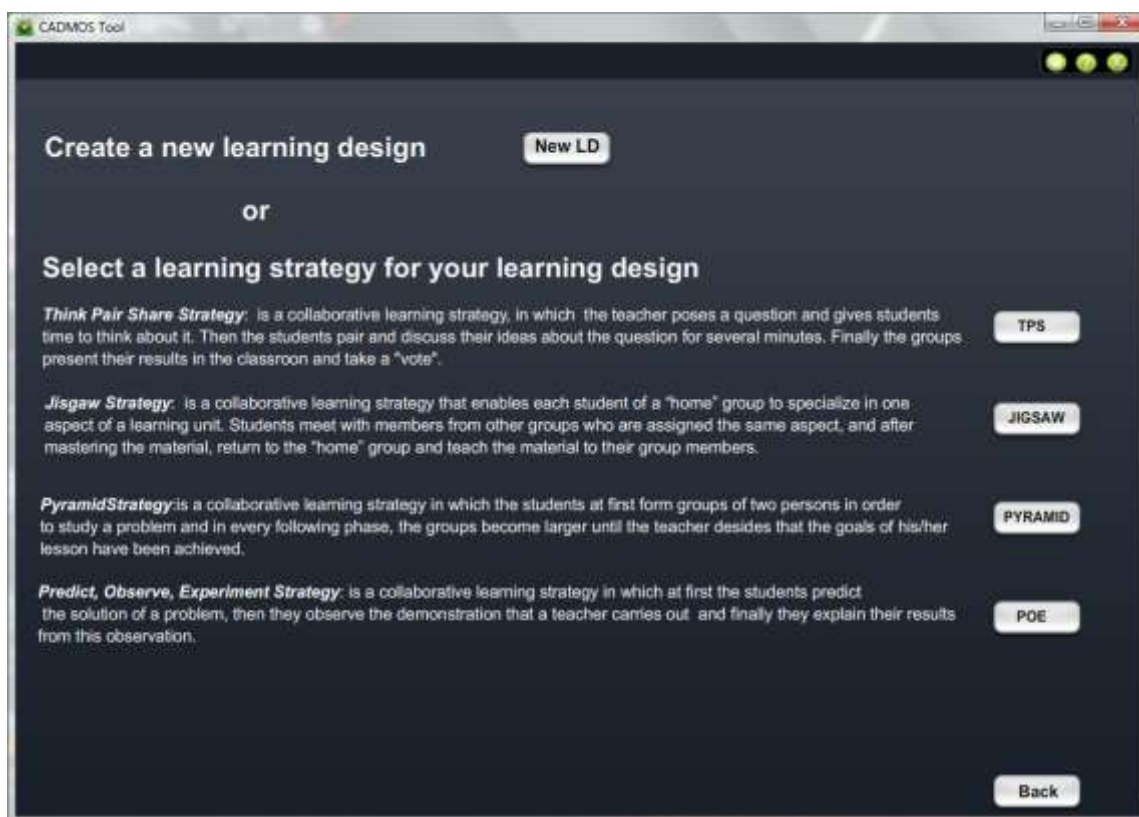 CADMOS Tool
Create a new learning design
New LD
or
Select a learning strategy for your learning design
Think Pair Share Strategy: is a collaborative learning strategy, in which the teacher poses a question and gives students
time to think about it. Then the students pair and discuss their ideas about the question for several minutes. Finally the groups
present their results in the classroon and take a "vote".
TPS
Jisgaw Strategy: is a collaborative learning strategy that enables each student of a "home" group to specialize in one
aspect of a learning unit. Students meet with members from other groups who are assigned the same aspect, and after
mastering the material, return to the "home" group and teach the material to their group members.
JIGSAW
PyramidStrategy:is a collaborative learning strategy in which the students at first form groups of two persons in order
to study a problem and in every following phase, the groups become larger until the teacher desides that the goals of his/her
lesson have been achieved.
PYRAMID
Predict, Observe, Experiment Strategy: is a collaborative learning strategy in which at first the students predict
the solution of a problem, then they observe the demonstration that a teacher carries out and finally they explain their results
from this observation.
POE
Back